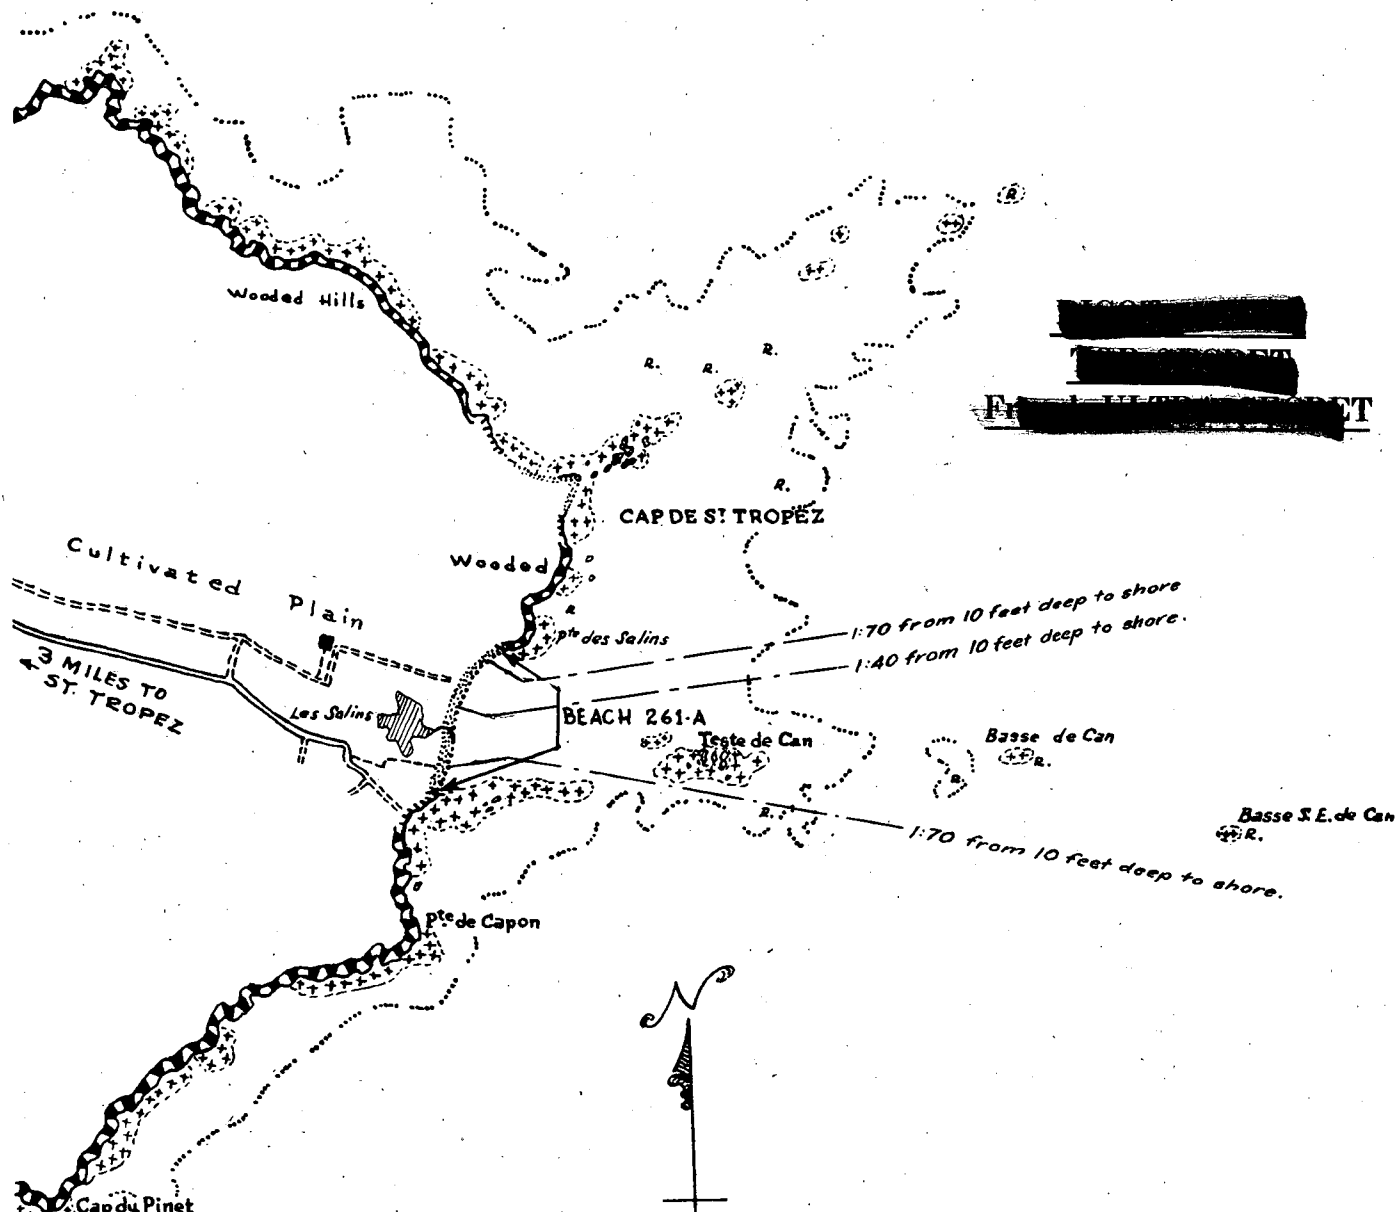 Wooded Hills
R.
R.
R.
R.
TOP SECRET
CAP DE ST. TROPEZ
R.
Wooded
Cultivated Plain
R
Pte des Salins
1:70 from 10 feet deep to shore
1:40 from 10 feet deep to shore.
3 MILES TO
ST. TROPEZ
Les Salins
BEACH 261-A
Teste de Can
Basse de Can
R.
R.
R.
Basse S.E. de Can
R.
1:70 from 10 feet deep to shore.
Pte de Capon
N
Cap du Pinet